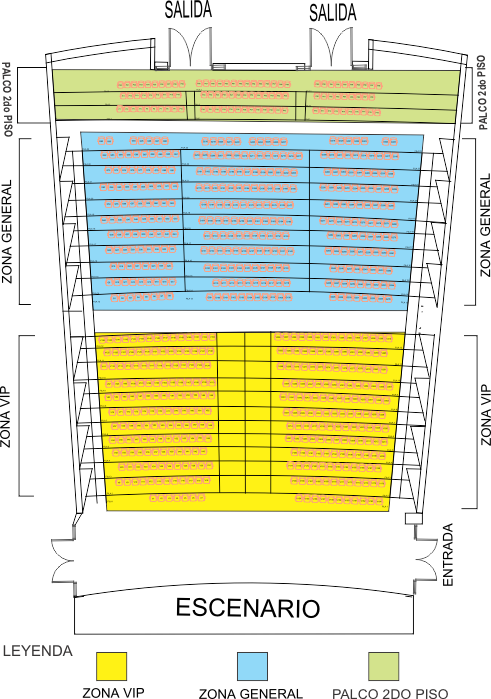 SALIDA
SALIDA
PALCO 2do PISO
PALCO 2do PISO
ZONA GENERAL
ZONA GENERAL
ZONA VIP
ZONA VIP
ENTRADA
ESCENARIO
LEYENDA
ZONA VIP
ZONA GENERAL
PALCO 2DO PISO